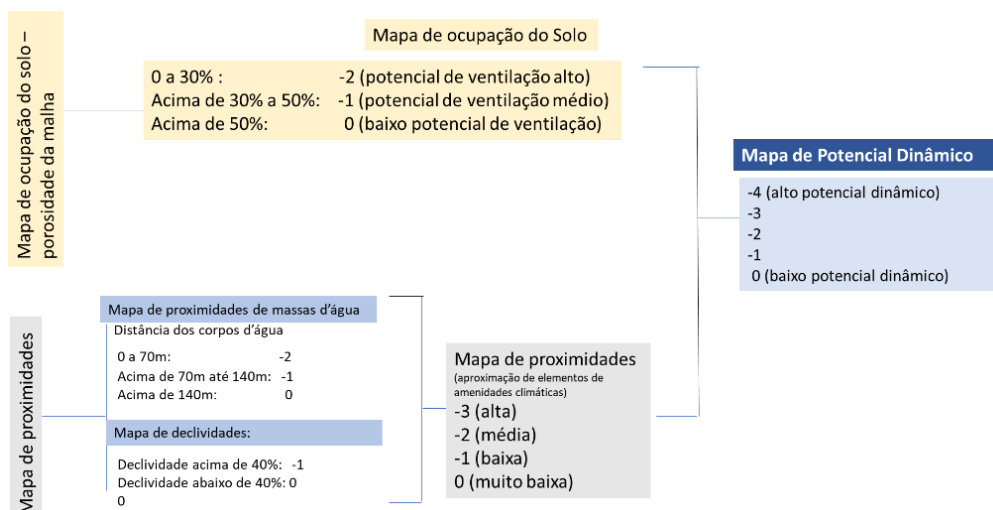 Mapa de ocupação do solo –
porosidade da malha
Mapa de ocupação do Solo
0 a 30% : -2 (potencial de ventilação alto)
Acima de 30% a 50%: -1 (potencial de ventilação médio)
Acima de 50%: 0 (baixo potencial de ventilação)
Mapa de proximidades
Mapa de proximidades de massas d’água
Distância dos corpos d’água
0 a 70m: -2
Acima de 70m até 140m: -1
Acima de 140m: 0
Mapa de declividades:
Declividade acima de 40%: -1
Declividade abaixo de 40%: 0
0
Mapa de proximidades
(aproximação de elementos de
amenidades climáticas)
-3 (alta)
-2 (média)
-1 (baixa)
0 (muito baixa)
Mapa de Potencial Dinâmico
-4 (alto potencial dinâmico)
-3
-2
-1
0 (baixo potencial dinâmico)